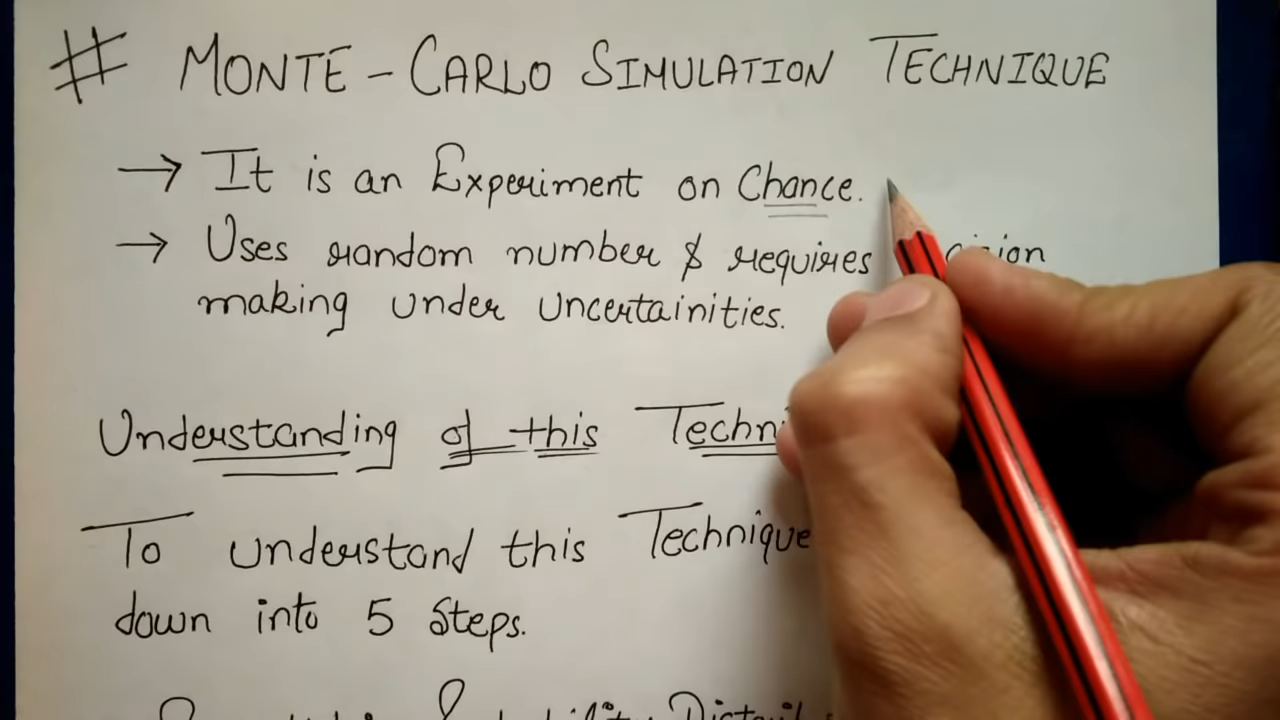 # MONTE-CARLO SIMULATION TECHNIQUE
→ It is an Experiment on Chance.
→ Uses random number & requires
making under uncertainities.
Understanding of this
To understand this Technique
down into 5 Steps.